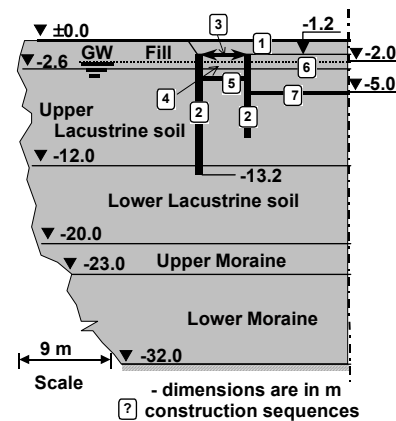 ±0.0
GW
Fill
3
1
-1.2
-2.0
-2.6
6
4
5
-5.0
7
2
2
Upper
Lacustrine soil
-12.0
-13.2
Lower Lacustrine soil
-20.0
-23.0
Upper Moraine
Lower Moraine
9 m
-32.0
Scale
- dimensions are in m
? construction sequences